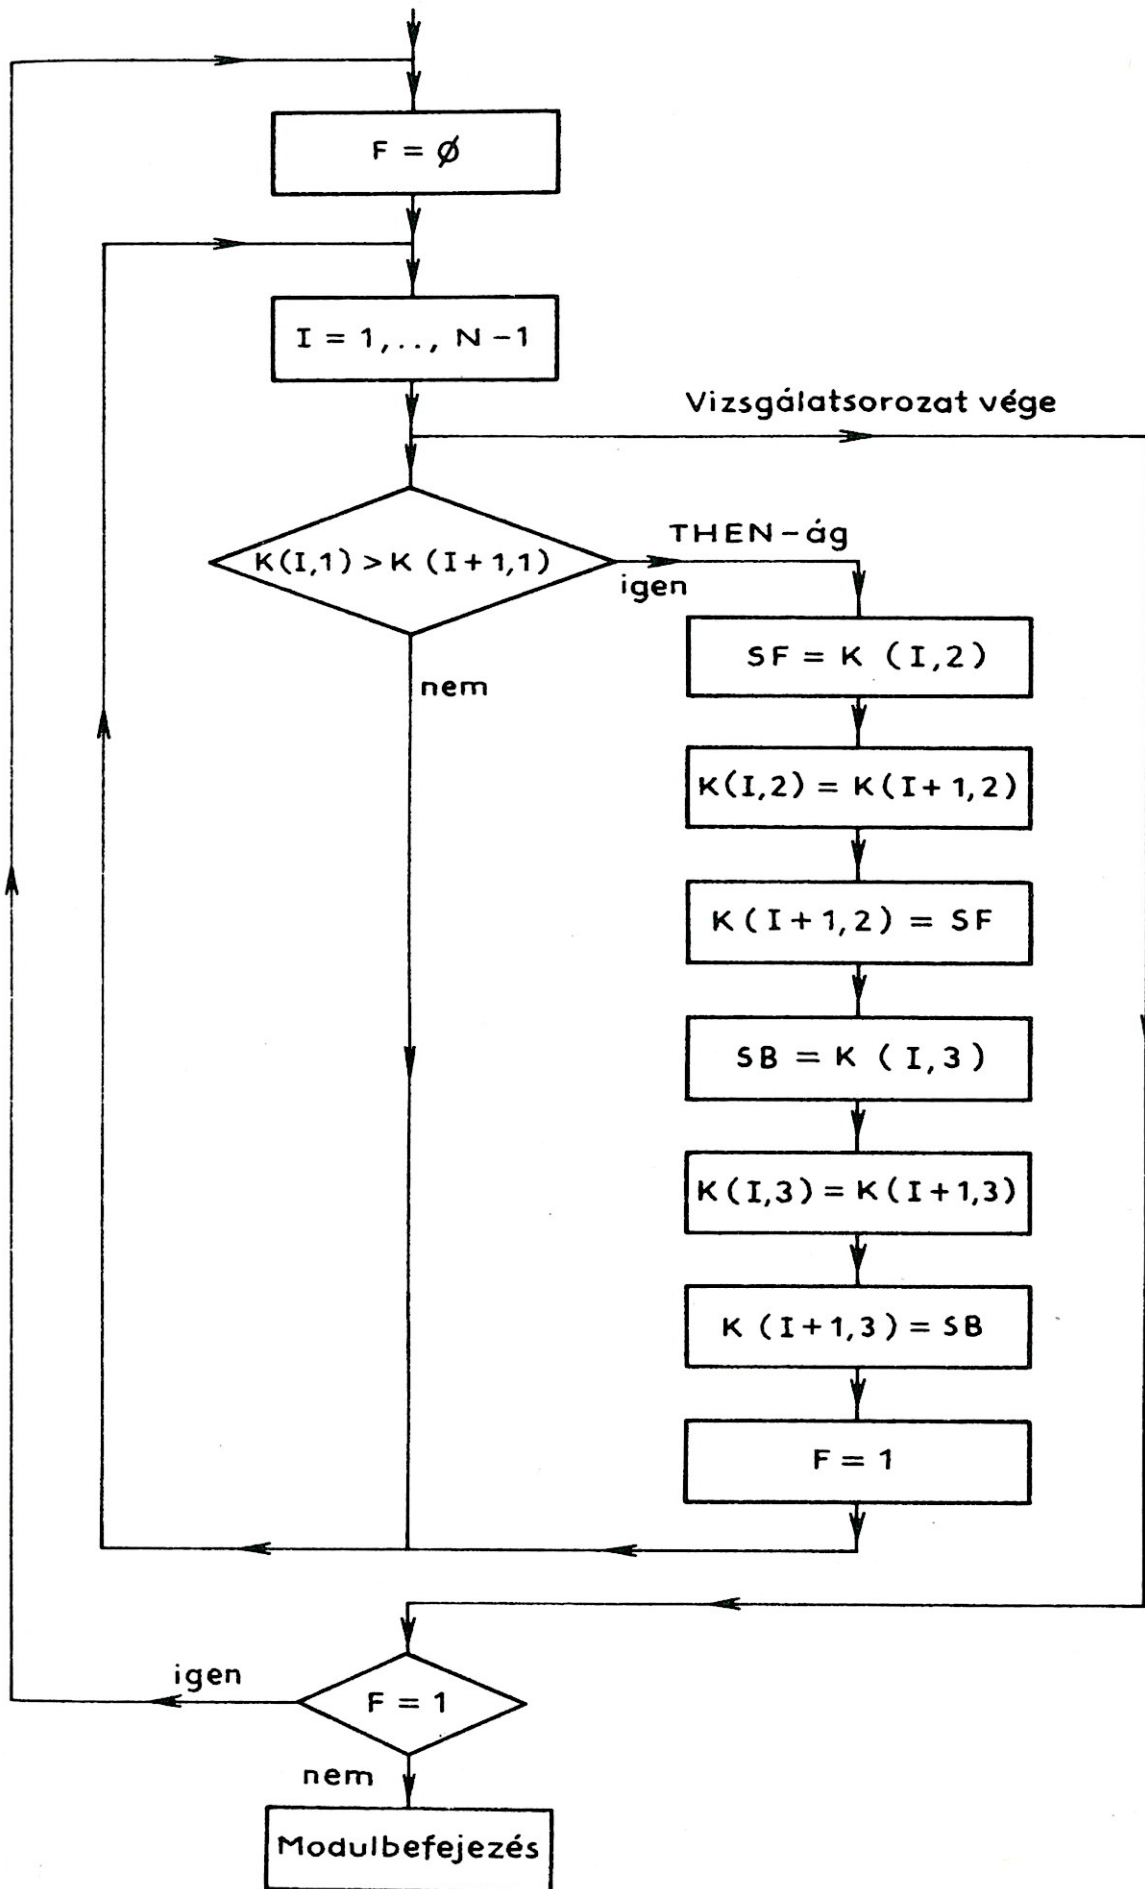 F = Ø
I = 1,.., N-1
Vizsgálatsorozat vége
K(I,1) > K (I+1,1)
THEN-ág
igen
nem
SF = K (I,2)
K(I,2) = K(I+1,2)
K(I+1,2) = SF
SB = K (I,3)
K(I,3) = K(I+1,3)
K (I+1,3) = SB
F = 1
igen
F = 1
nem
Modulbefejezés